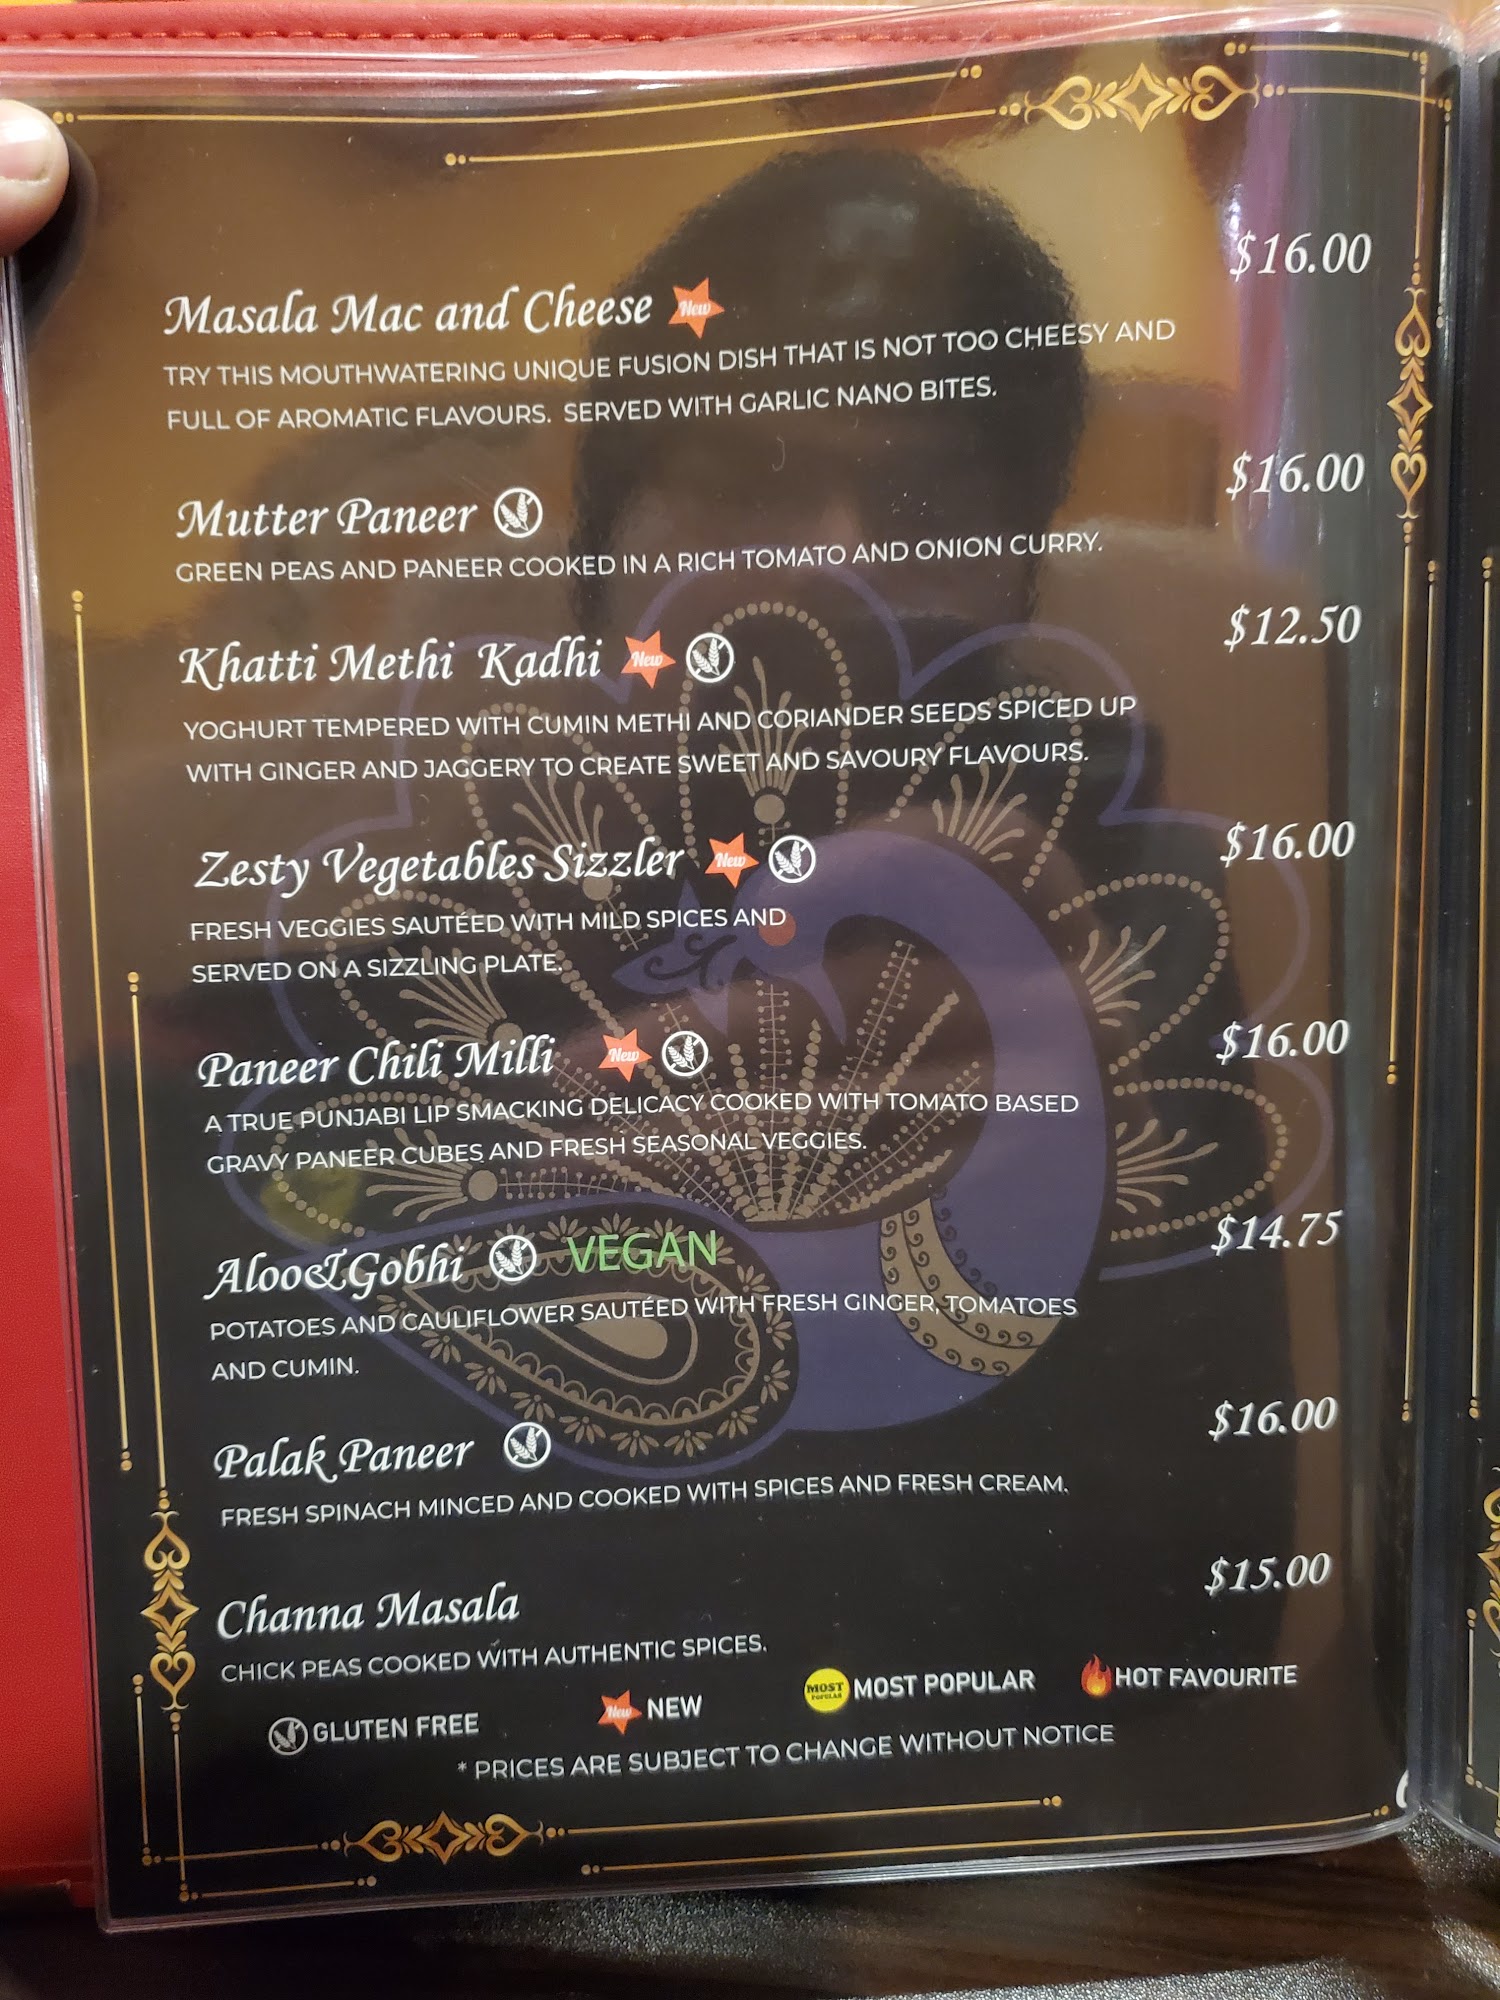 $16.00
Masala Mac and Cheese New
TRY THIS MOUTHWATERING UNIQUE FUSION DISH THAT IS NOT TOO CHEESY AND
FULL OF AROMATIC FLAVOURS. SERVED WITH GARLIC NANO BITES.
$16.00
Mutter Paneer
GREEN PEAS AND PANEER COOKED IN A RICH TOMATO AND ONION CURRY.
$12.50
Khatti Methi Kadhi New
YOGHURT TEMPERED WITH CUMIN METHI AND CORIANDER SEEDS SPICED UP
WITH GINGER AND JAGGERY TO CREATE SWEET AND SAVOURY FLAVOURS.
$16.00
Zesty Vegetables Sizzler New
FRESH VEGGIES SAUTÉED WITH MILD SPICES AND
SERVED ON A SIZZLING PLATE.
$16.00
Paneer Chili Milli New
A TRUE PUNJABI LIP SMACKING DELICACY COOKED WITH TOMATO BASED
GRAVY PANEER CUBES AND FRESH SEASONAL VEGGIES.
$14.75
Aloo&Gobhi VEGAN
POTATOES AND CAULIFLOWER SAUTÉED WITH FRESH GINGER, TOMATOES
AND CUMIN.
$16.00
Palak Paneer
FRESH SPINACH MINCED AND COOKED WITH SPICES AND FRESH CREAM.
$15.00
Channa Masala
CHICK PEAS COOKED WITH AUTHENTIC SPICES.
GLUTEN FREE New NEW MOST POPULAR MOST POPULAR HOT FAVOURITE
* PRICES ARE SUBJECT TO CHANGE WITHOUT NOTICE